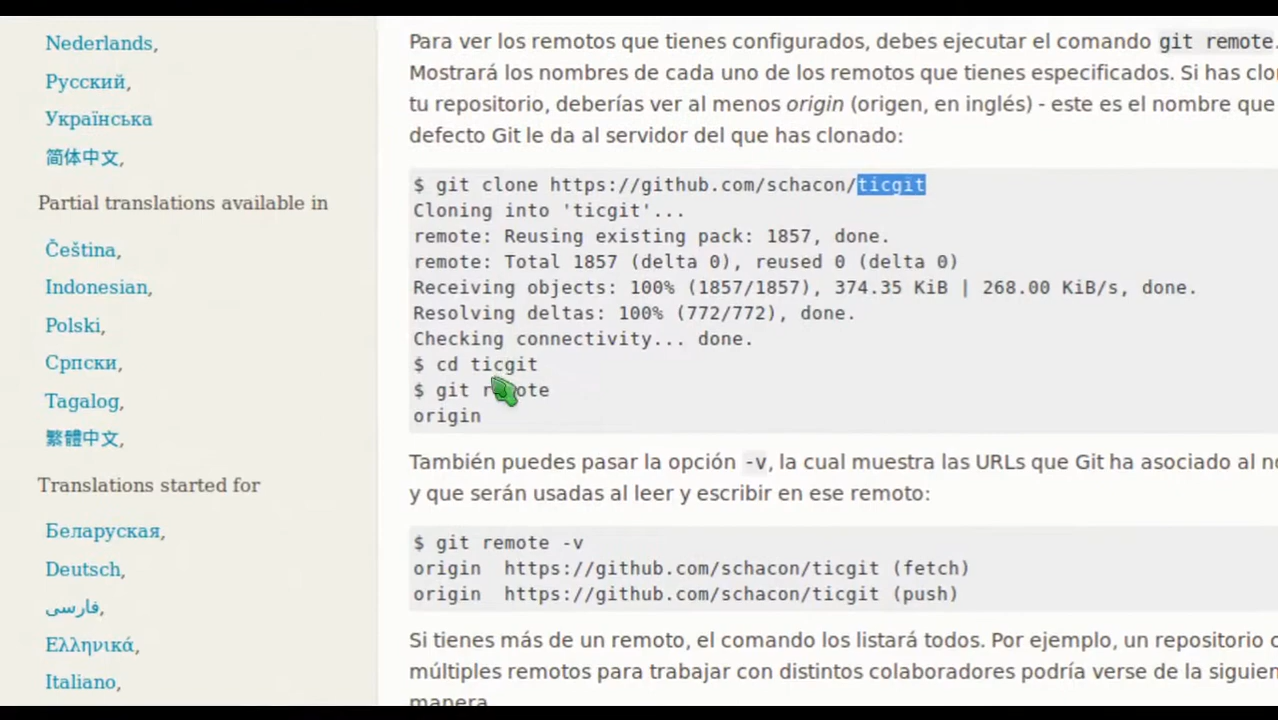 Nederlands,
Русский,
Українська
简体中文,
Partial translations available in
Čeština,
Indonesian,
Polski,
Српски,
Tagalog,
繁體中文,
Translations started for
Беларуская,
Deutsch,
فارسی,
Ελληνικά,
Italiano,
Para ver los remotos que tienes configurados, debes ejecutar el comando git remote.
Mostrará los nombres de cada uno de los remotos que tienes especificados. Si has clo
tu repositorio, deberías ver al menos origin (origen, en inglés) - este es el nombre que
defecto Git le da al servidor del que has clonado:
$ git clone https://github.com/schacon/ticgit
Cloning into 'ticgit'...
remote: Reusing existing pack: 1857, done.
remote: Total 1857 (delta 0), reused 0 (delta 0)
Receiving objects: 100% (1857/1857), 374.35 KiB | 268.00 KiB/s, done.
Resolving deltas: 100% (772/772), done.
Checking connectivity... done.
$ cd ticgit
$ git remote
origin
También puedes pasar la opción -v, la cual muestra las URLs que Git ha asociado al no
y que serán usadas al leer y escribir en ese remoto:
$ git remote -v
origin https://github.com/schacon/ticgit (fetch)
origin https://github.com/schacon/ticgit (push)
Si tienes más de un remoto, el comando los listará todos. Por ejemplo, un repositorio c
múltiples remotos para trabajar con distintos colaboradores podría verse de la siguien
manera